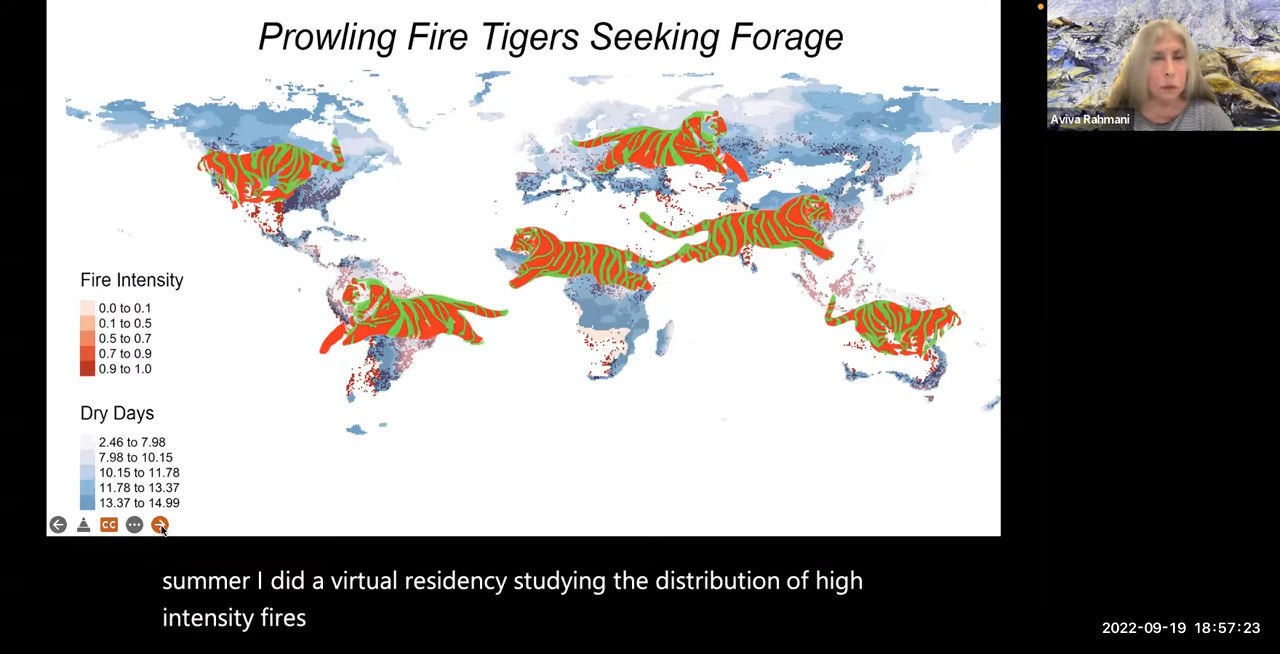 Prowling Fire Tigers Seeking Forage
Aviva Rahmani
Fire Intensity
0.0 to 0.1
0.1 to 0.5
0.5 to 0.7
0.7 to 0.9
0.9 to 1.0
Dry Days
2.46 to 7.98
7.98 to 10.15
10.15 to 11.78
11.78 to 13.37
13.37 to 14.99
CC
summer I did a virtual residency studying the distribution of high
intensity fires
2022-09-19 18:57:23